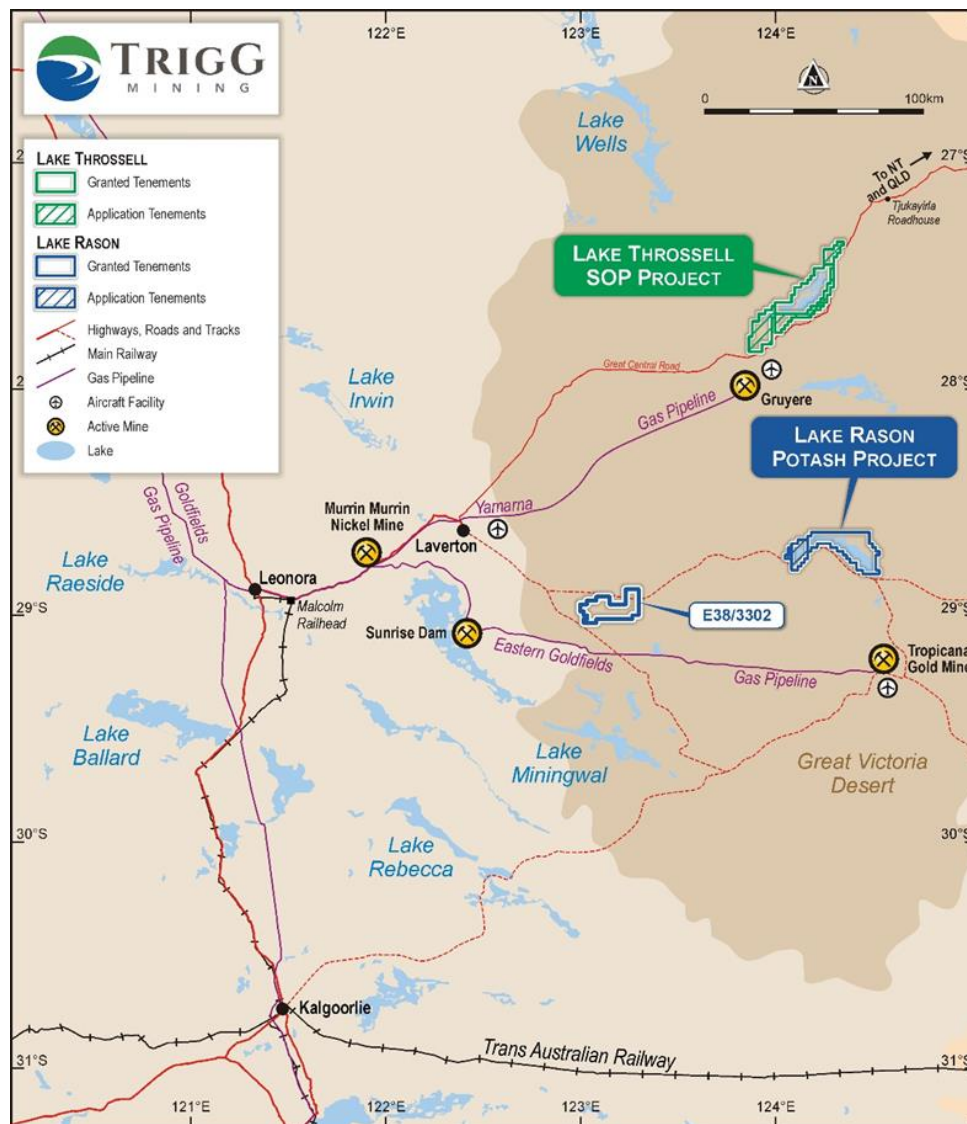 TRIGG
MINING
122°E
123°E
124°E
N
0
100km
Lake
Wells
LAKE THROSSELL
Granted Tenements
Application Tenements
LAKE RASON
Granted Tenements
Application Tenements
Highways, Roads and Tracks
Main Railway
Gas Pipeline
Aircraft Facility
Active Mine
Lake
27°S
To NT
and QLD
Tjukayirla
Roadhouse
LAKE THROSSELL
SOP PROJECT
Great Central Road
Lake
Irwin
28°S
Gruyere
Gas Pipeline
LAKE RASON
POTASH PROJECT
Goldfields
Gas Pipeline
Murrin Murrin
Nickel Mine
Yamarna
Laverton
Lake
Raeside
Leonora
Malcolm
Railhead
29°S
29°S
E38/3302
Sunrise Dam
Eastern Goldfields
Gas Pipeline
Tropicana
Gold Mine
Lake
Ballard
Lake
Miningwal
Great Victoria
Desert
30°S
30°S
Lake
Rebecca
Kalgoorlie
Trans Australian Railway
31°S
31°S
121°E
122°E
123°E
124°E